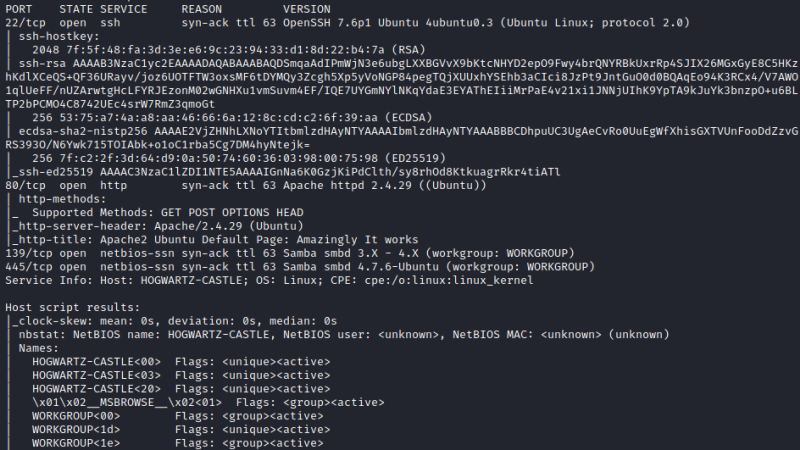 PORT    STATE SERVICE     REASON         VERSION
22/tcp  open  ssh         syn-ack ttl 63 OpenSSH 7.6p1 Ubuntu 4ubuntu0.3 (Ubuntu Linux; protocol 2.0)
| ssh-hostkey:
|   2048 7f:5f:48:fa:3d:3e:e6:9c:23:94:33:d1:8d:22:b4:7a (RSA)
| ssh-rsa AAAAB3NzaC1yc2EAAAADAQABAAABAQDSmqaAdIPmWjN3e6ubgLXXBGVvX9bKtcNHYD2epO9Fwy4brQNYRBkUxrRp4SJIX26MGxGyE8C5HKz
hKdlXCeQS+QF36URayv/joz6UOTFTW3oxsMF6tDYMQy3Zcgh5Xp5yVoNGP84pegTQjXUUxhYSEhb3aCIci8JzPt9JntGuO0d0BQAqEo94K3RCx4/V7AWO
1qlUeFF/nUZArwtgHcLFYRJEzonM02wGNHXu1vmSuvm4EF/IQE7UYGmNYlNKqYdaE3EYAThEIiiMrPaE4v21xi1JNNjUIhK9YpTA9kJuYk3bnzpO+u6BL
TP2bPCMO4C8742UEc4srW7RmZ3qmoGt
|   256 53:75:a7:4a:a8:aa:46:66:6a:12:8c:cd:c2:6f:39:aa (ECDSA)
| ecdsa-sha2-nistp256 AAAAE2VjZHNhLXNoYTItbmlzdHAyNTYAAAAIbmlzdHAyNTYAAABBBCDhpuUC3UgAeCvRo0UuEgWfXhisGXTVUnFooDdZzvG
RS393O/N6Ywk715TOIAbk+o1oC1rba5Cg7DM4hyNtejk=
|   256 7f:c2:2f:3d:64:d9:0a:50:74:60:36:03:98:00:75:98 (ED25519)
|_ssh-ed25519 AAAAC3NzaC1lZDI1NTE5AAAAIGnNa6K0GzjKiPdClth/sy8rhOd8KtkuagrRkr4tiATl
80/tcp  open  http        syn-ack ttl 63 Apache httpd 2.4.29 ((Ubuntu))
| http-methods:
|_  Supported Methods: GET POST OPTIONS HEAD
|_http-server-header: Apache/2.4.29 (Ubuntu)
|_http-title: Apache2 Ubuntu Default Page: Amazingly It works
139/tcp open  netbios-ssn syn-ack ttl 63 Samba smbd 3.X - 4.X (workgroup: WORKGROUP)
445/tcp open  netbios-ssn syn-ack ttl 63 Samba smbd 4.7.6-Ubuntu (workgroup: WORKGROUP)
Service Info: Host: HOGWARTZ-CASTLE; OS: Linux; CPE: cpe:/o:linux:linux_kernel

Host script results:
|_clock-skew: mean: 0s, deviation: 0s, median: 0s
| nbstat: NetBIOS name: HOGWARTZ-CASTLE, NetBIOS user: <unknown>, NetBIOS MAC: <unknown> (unknown)
| Names:
|   HOGWARTZ-CASTLE<00>  Flags: <unique><active>
|   HOGWARTZ-CASTLE<03>  Flags: <unique><active>
|   HOGWARTZ-CASTLE<20>  Flags: <unique><active>
|   \x01\x02__MSBROWSE__\x02<01>  Flags: <group><active>
|   WORKGROUP<00>        Flags: <group><active>
|   WORKGROUP<1d>        Flags: <unique><active>
|   WORKGROUP<1e>        Flags: <group><active>